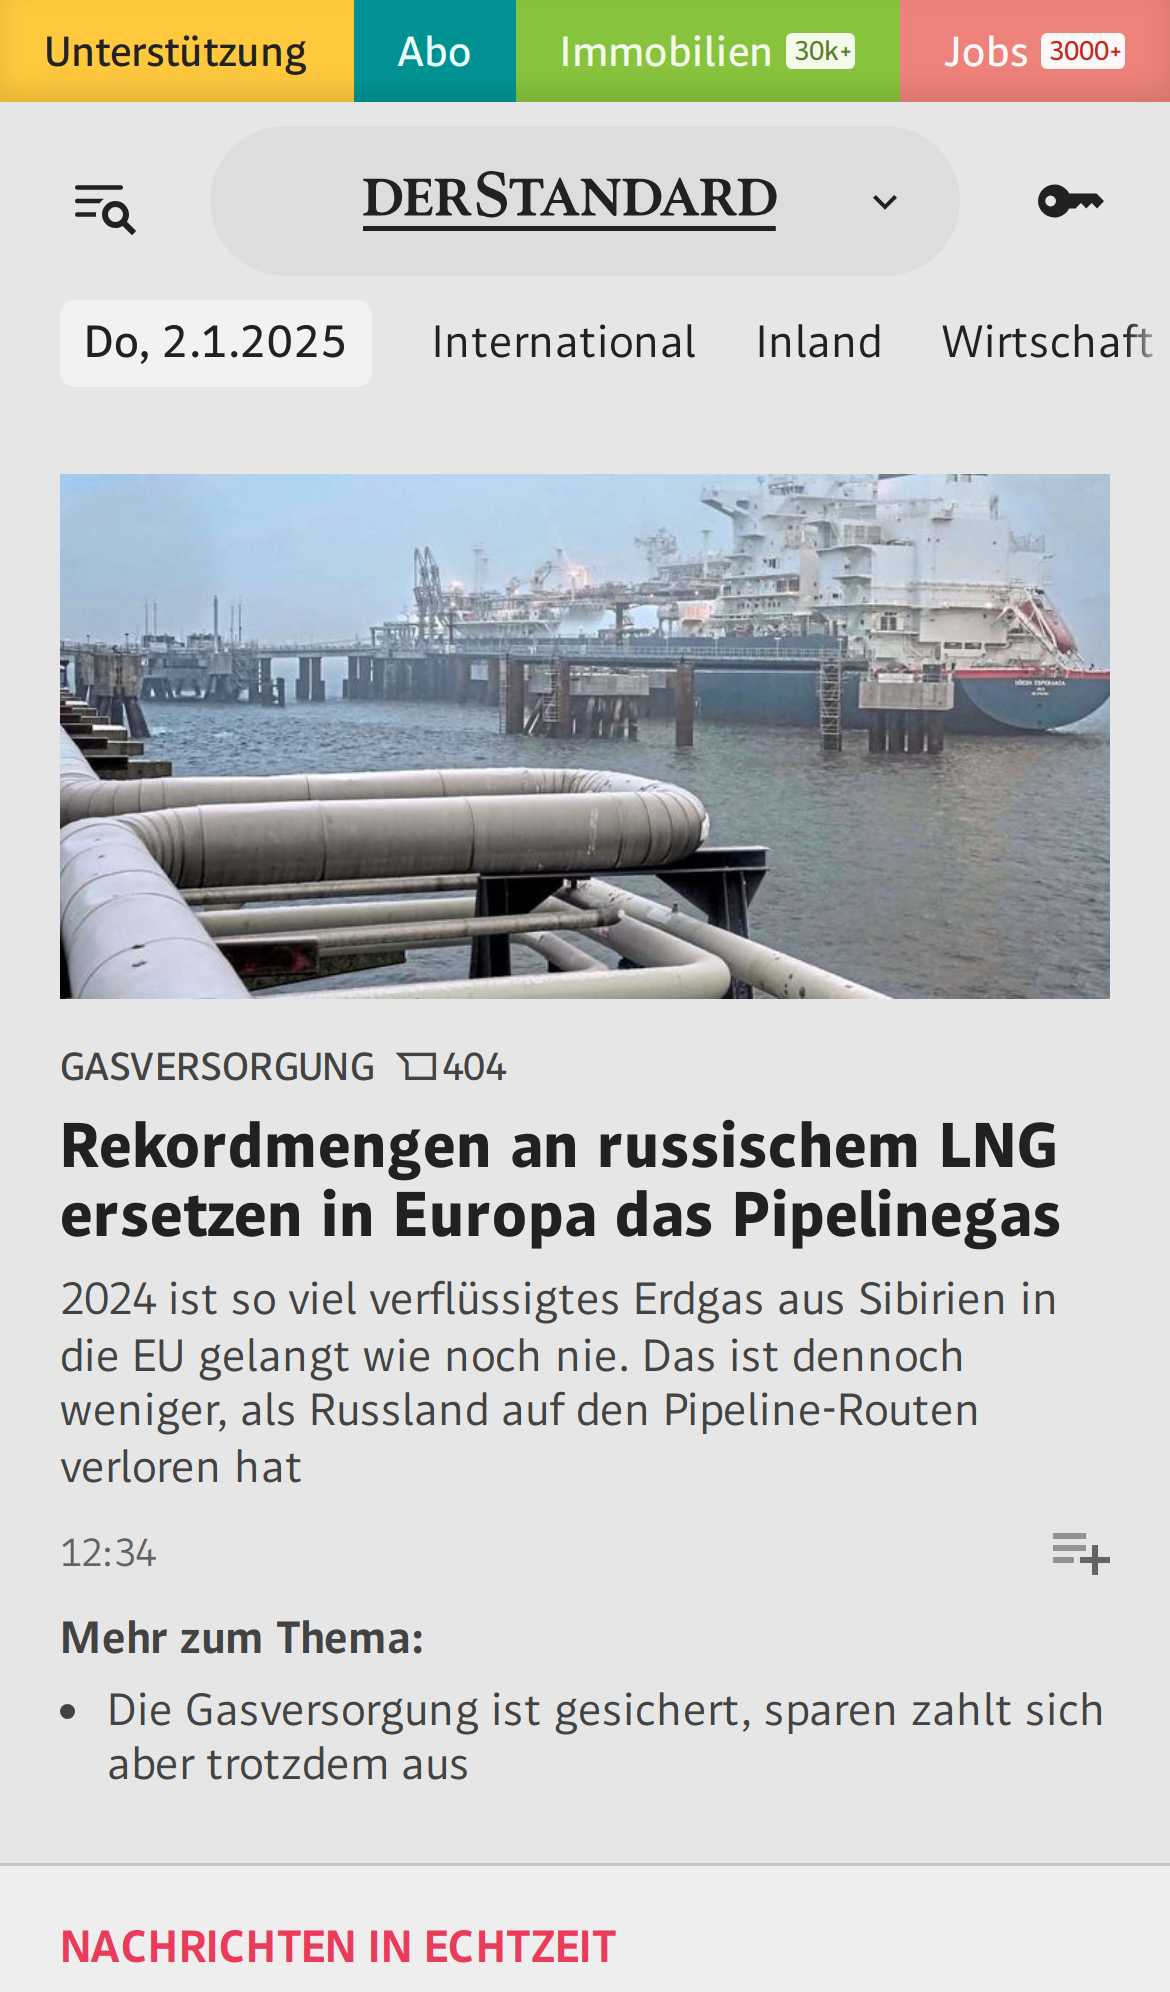 Unterstützung Abo Immobilien 30k+ Jobs 3000+
DERSTANDARD
Do, 2.1.2025 International Inland Wirtschaft
HÖEGH ESPERANZA
GASVERSORGUNG 404
Rekordmengen an russischem LNG
ersetzen in Europa das Pipelinegas
2024 ist so viel verflüssigtes Erdgas aus Sibirien in
die EU gelangt wie noch nie. Das ist dennoch
weniger, als Russland auf den Pipeline-Routen
verloren hat
12:34
Mehr zum Thema:
• Die Gasversorgung ist gesichert, sparen zahlt sich
aber trotzdem aus
NACHRICHTEN IN ECHTZEIT